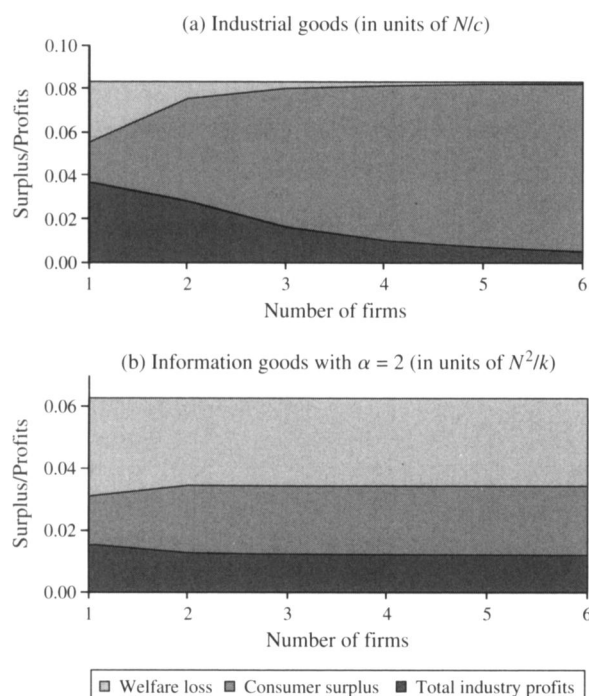 (a) Industrial goods (in units of N/c)
Surplus/Profits
0.10
0.08
0.06
0.04
0.02
0.00
1 2 3 4 5 6
Number of firms
(b) Information goods with α = 2 (in units of N²/k)
Surplus/Profits
0.06
0.04
0.02
0.00
1 2 3 4 5 6
Number of firms
Welfare loss Consumer surplus Total industry profits